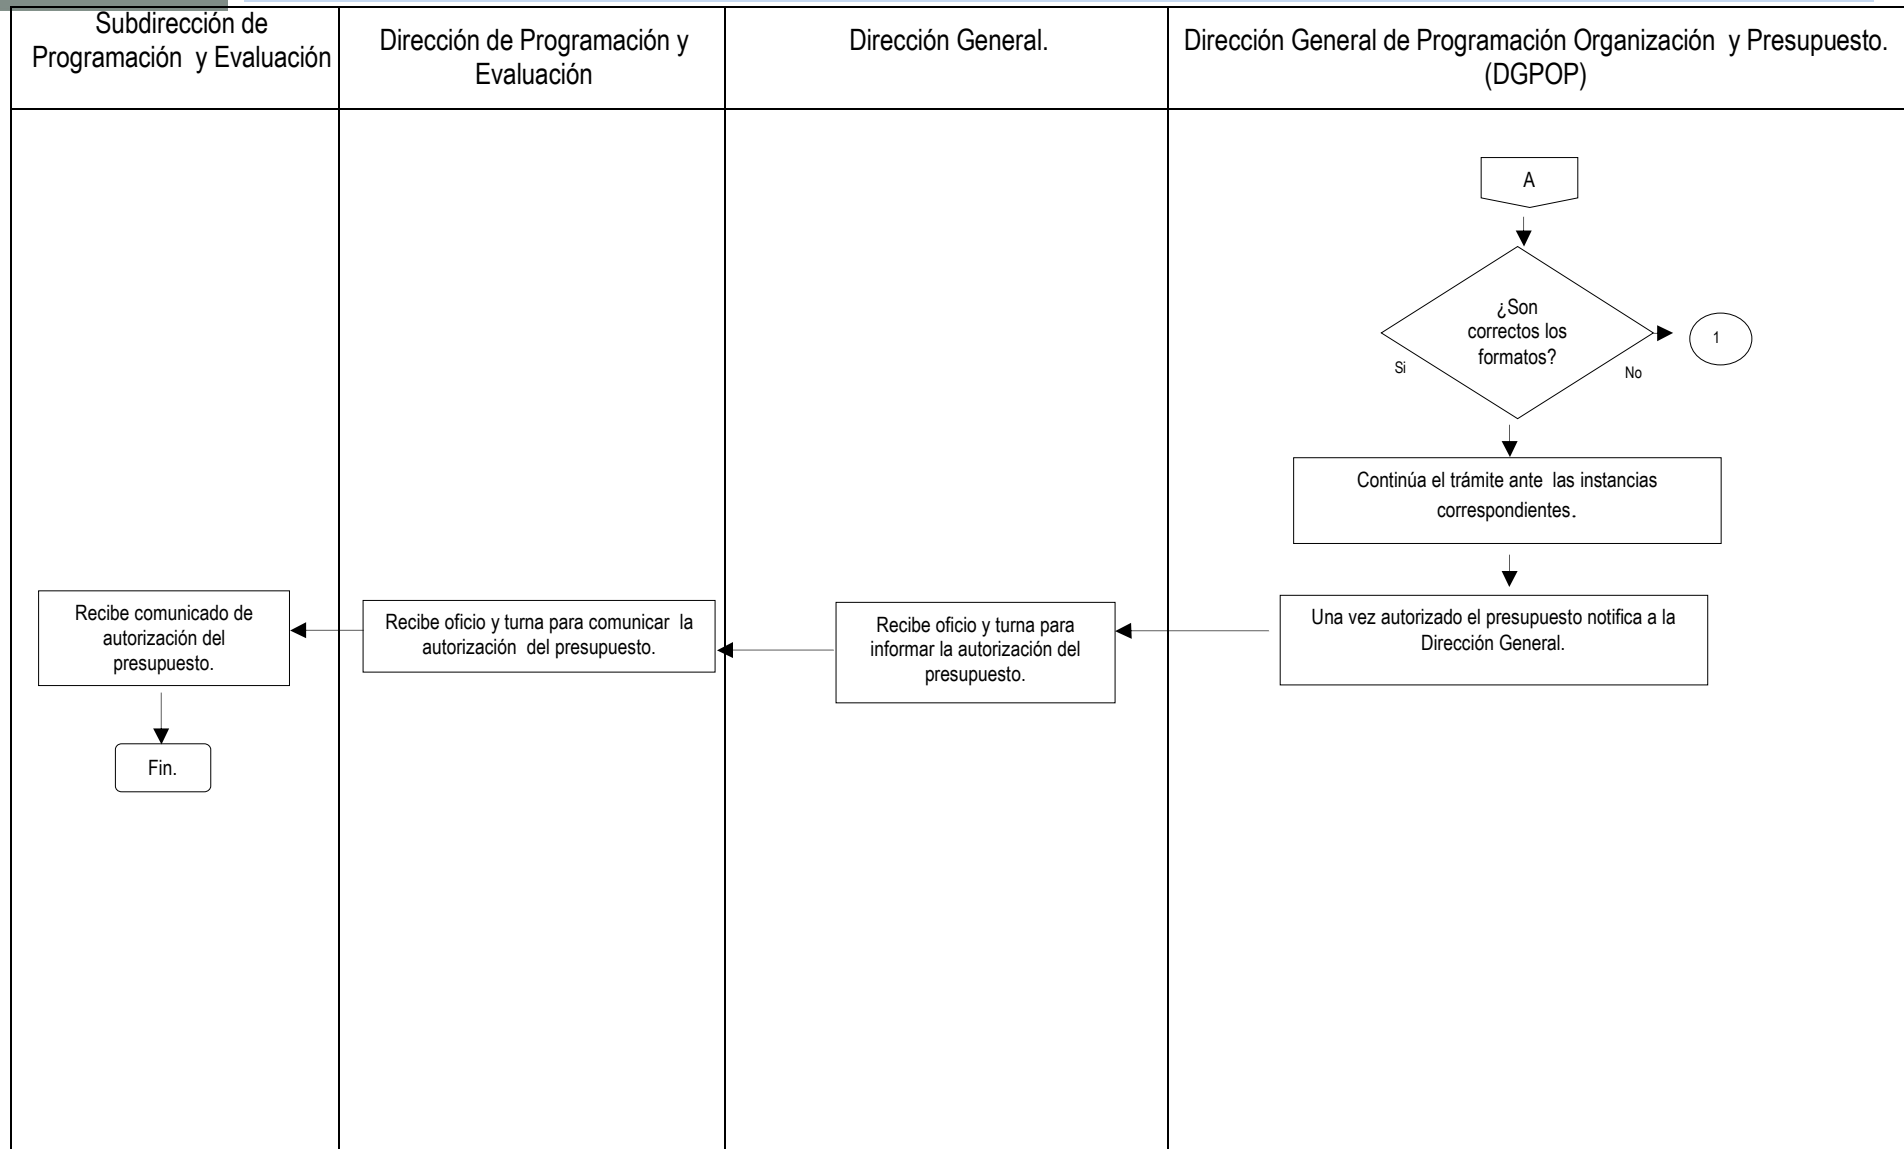 Subdirección de
Programación y Evaluación
Dirección de Programación y
Evaluación
Dirección General.
Dirección General de Programación Organización y Presupuesto.
(DGPOP)
A
¿Son
correctos los
formatos?
Si
No
1
Continúa el trámite ante las instancias
correspondientes.
Una vez autorizado el presupuesto notifica a la
Dirección General.
Recibe oficio y turna para
informar la autorización del
presupuesto.
Recibe oficio y turna para comunicar la
autorización del presupuesto.
Recibe comunicado de
autorización del
presupuesto.
Fin.